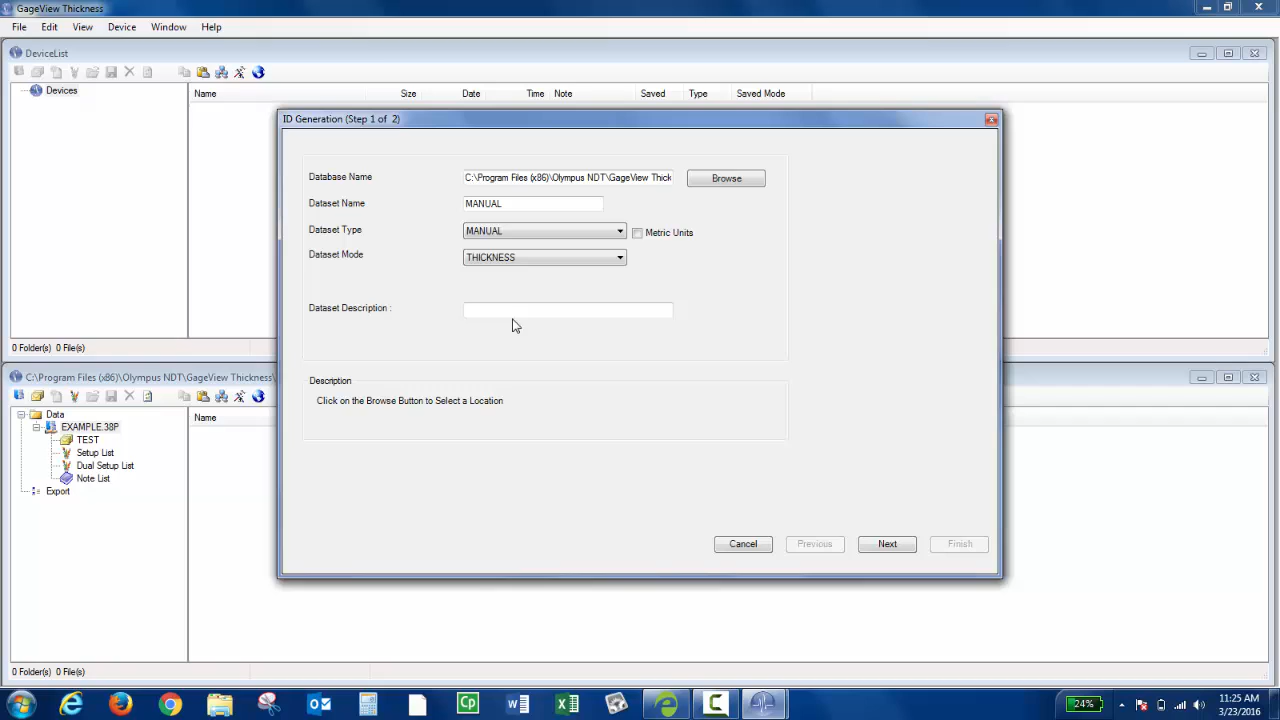 GageView Thickness
File Edit View Device Window Help
DeviceList
Devices
Name Size Date Time Note Saved Type Saved Mode
ID Generation (Step 1 of 2)
Database Name C:\Program Files (x86)\Olympus NDT\GageView Thick Browse
Dataset Name MANUAL
Dataset Type MANUAL Metric Units
Dataset Mode THICKNESS
Dataset Description :
0 Folder(s) 0 File(s)
C:\Program Files (x86)\Olympus NDT\GageView Thickness\
Description
Click on the Browse Button to Select a Location
Data
Name
EXAMPLE.38P
TEST
Setup List
Dual Setup List
Note List
Export
Cancel Previous Next Finish
0 Folder(s) 0 File(s)
24%
11:25 AM
3/23/2016